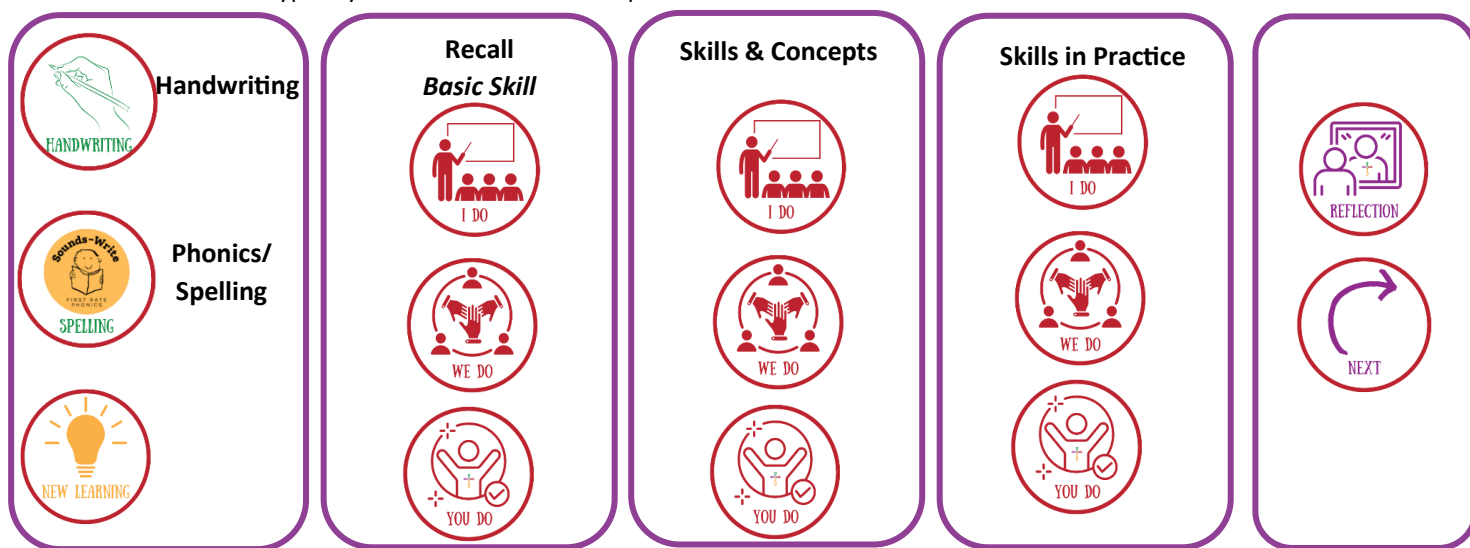 Handwriting
HANDWRITING
Sounds~Write
FIRST RATE
PHONICS
SPELLING
Phonics/
Spelling
NEW LEARNING
Recall
Basic Skill
I DO
WE DO
YOU DO
Skills & Concepts
I DO
WE DO
YOU DO
Skills in Practice
I DO
WE DO
YOU DO
REFLECTION
NEXT